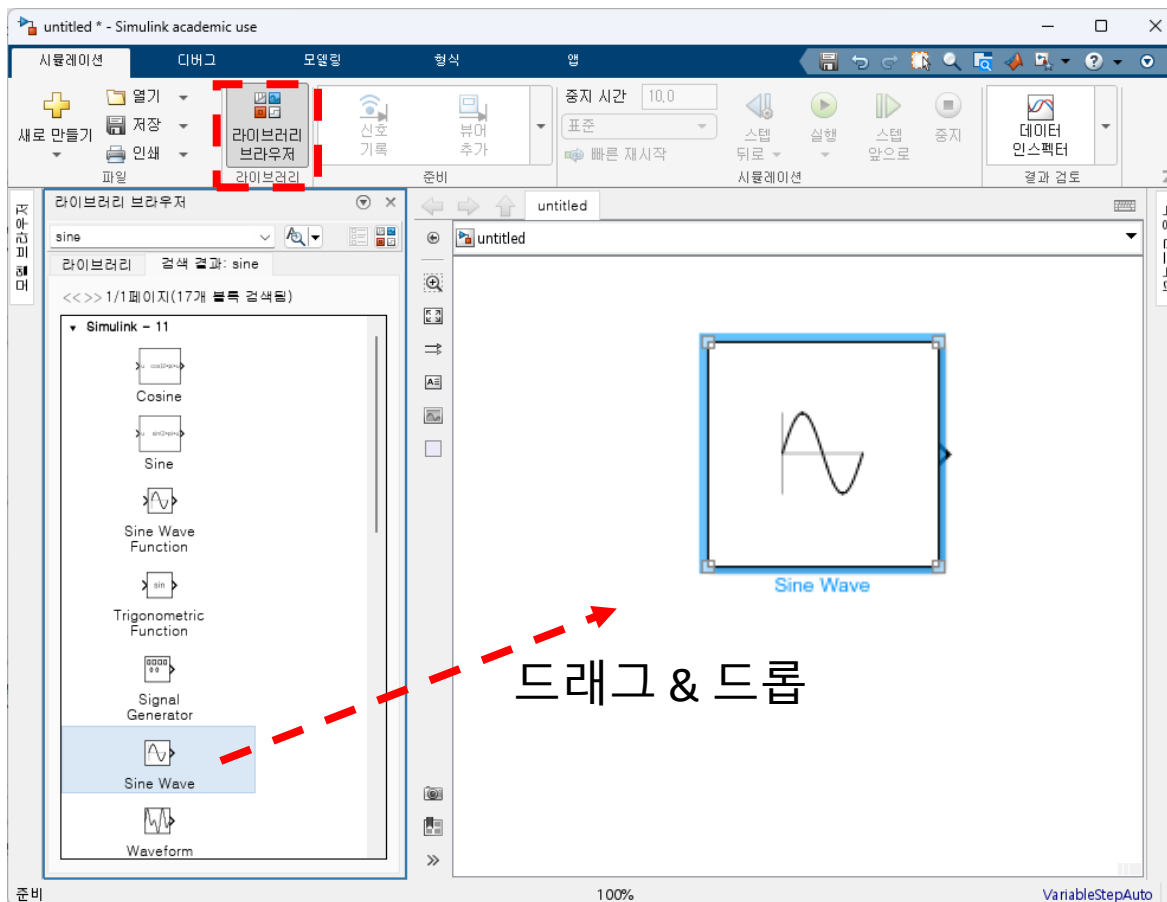 untitled * - Simulink academic use
시뮬레이션 디버그 모델링 형식 앱
새로 만들기
열기
저장
인쇄
파일
라이브러리
브라우저
라이브러리
신호
기록
뷰어
추가
준비
중지 시간 10.0
표준
빠른 재시작
스텝
뒤로
실행
스텝
앞으로
중지
시뮬레이션
데이터
인스펙터
결과 검토
라이브러리 브라우저
sine
라이브러리 검색 결과: sine
<<>> 1/1페이지(17개 블록 검색됨)
Simulink - 11
Cosine
Sine
Sine Wave
Function
sin
Trigonometric
Function
Signal
Generator
Sine Wave
Waveform
untitled
untitled
Sine Wave
드래그 & 드롭
준비
100%
VariableStepAuto